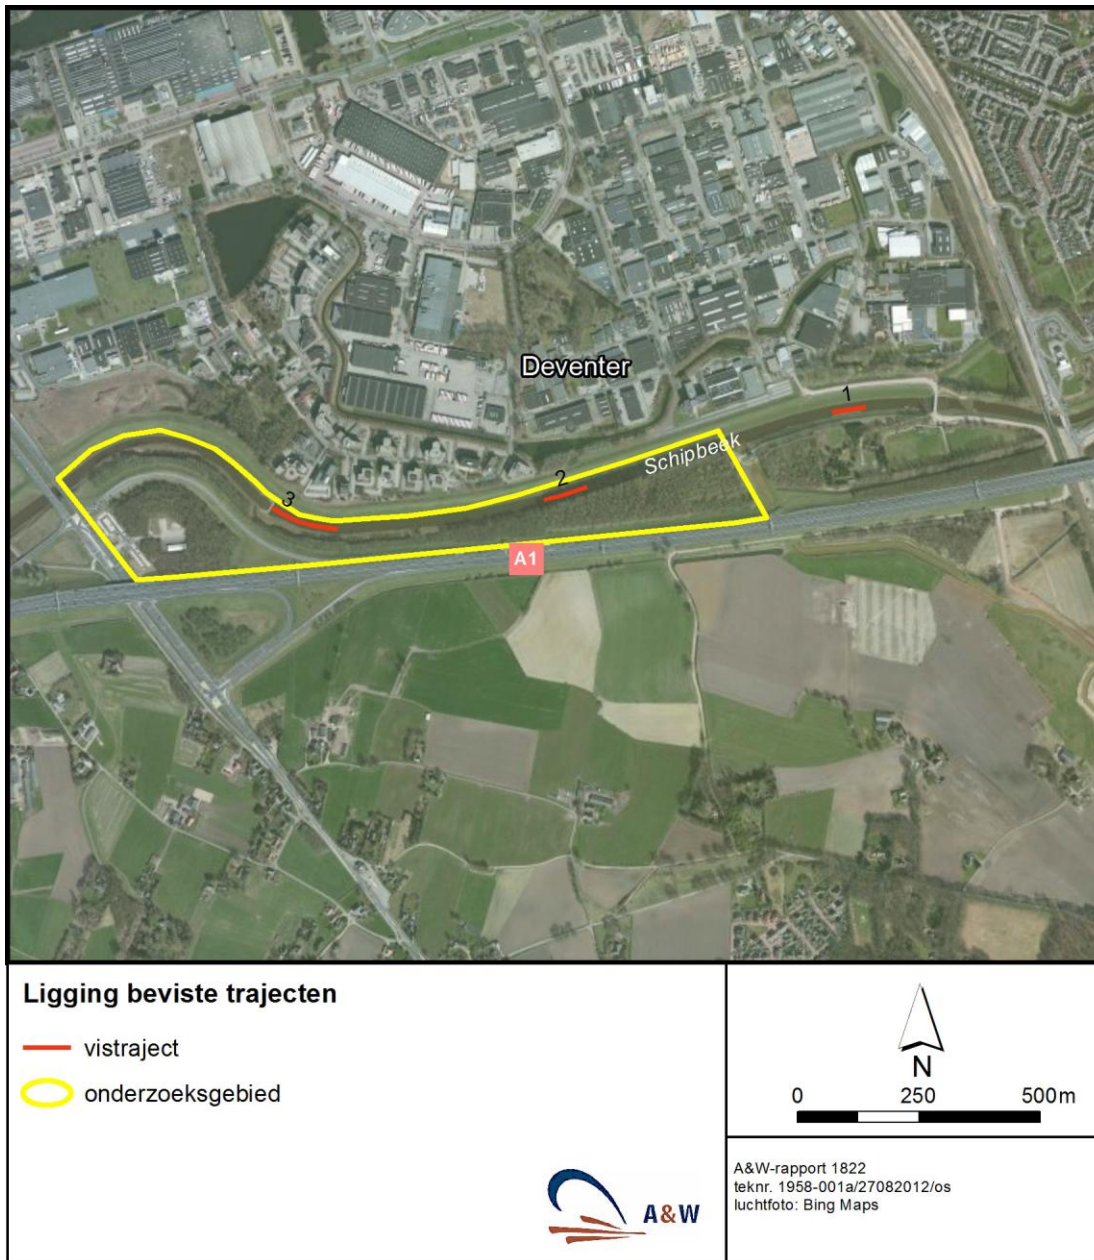 1
Deventer
Schipbeek
2
3
A1
Ligging beviste trajecten
vistraject
onderzoeksgebied
A&W
N
0 250 500m
A&W-rapport 1822
teknr. 1958-001a/27082012/os
luchtfoto: Bing Maps